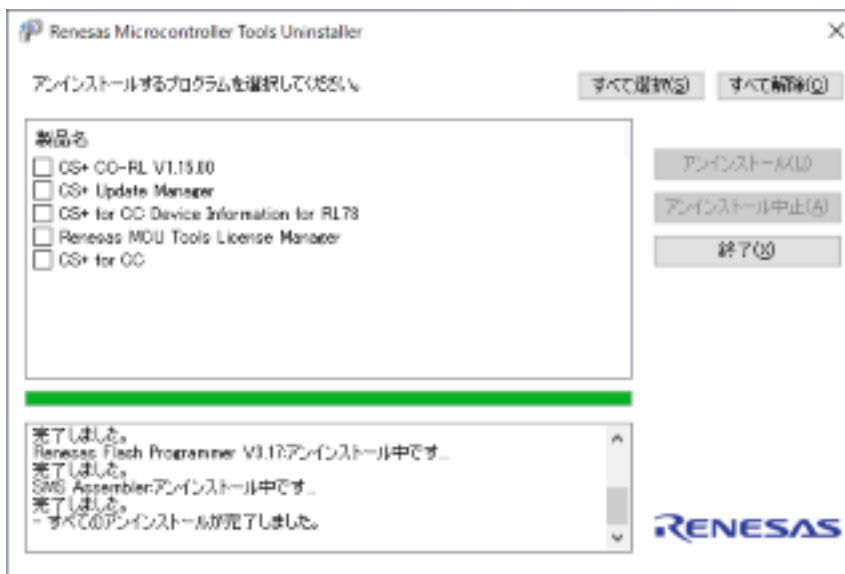 Renesas Microcontroller Tools Uninstaller
アンインストールするプログラムを選択してください。
すべて選択(S)
すべて解除(C)
製品名
CS+ CC-RL V1.15.00
CS+ Update Manager
CS+ for CC Device Information for RL78
Renesas MCU Tools License Manager
CS+ for CC
アンインストール(U)
アンインストール中止(A)
終了(X)
完了しました。
Renesas Flash Programmer V3.17:アンインストール中です...
完了しました。
SMS Assembler:アンインストール中です...
完了しました。
- すべてのアンインストールが完了しました。
RENESAS